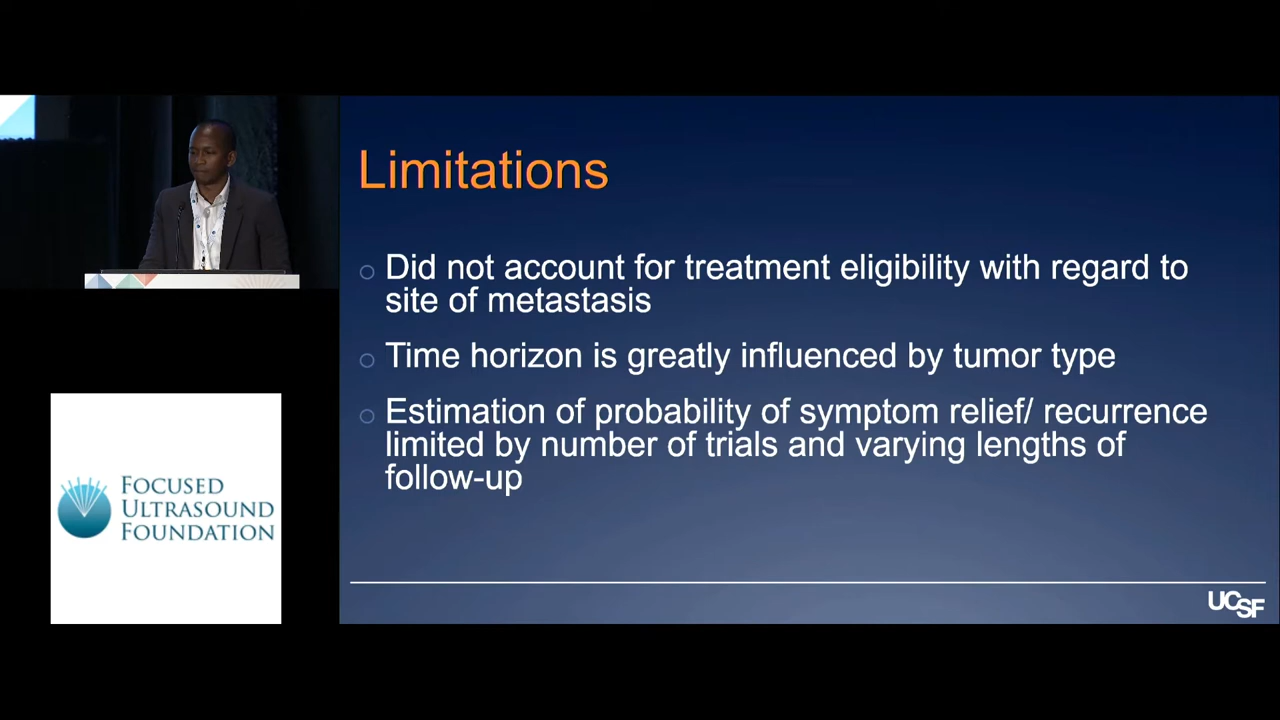 Limitations
Did not account for treatment eligibility with regard to
site of metastasis
Time horizon is greatly influenced by tumor type
Estimation of probability of symptom relief/ recurrence
limited by number of trials and varying lengths of
follow-up
FOCUSED
ULTRASOUND
FOUNDATION
UCSF